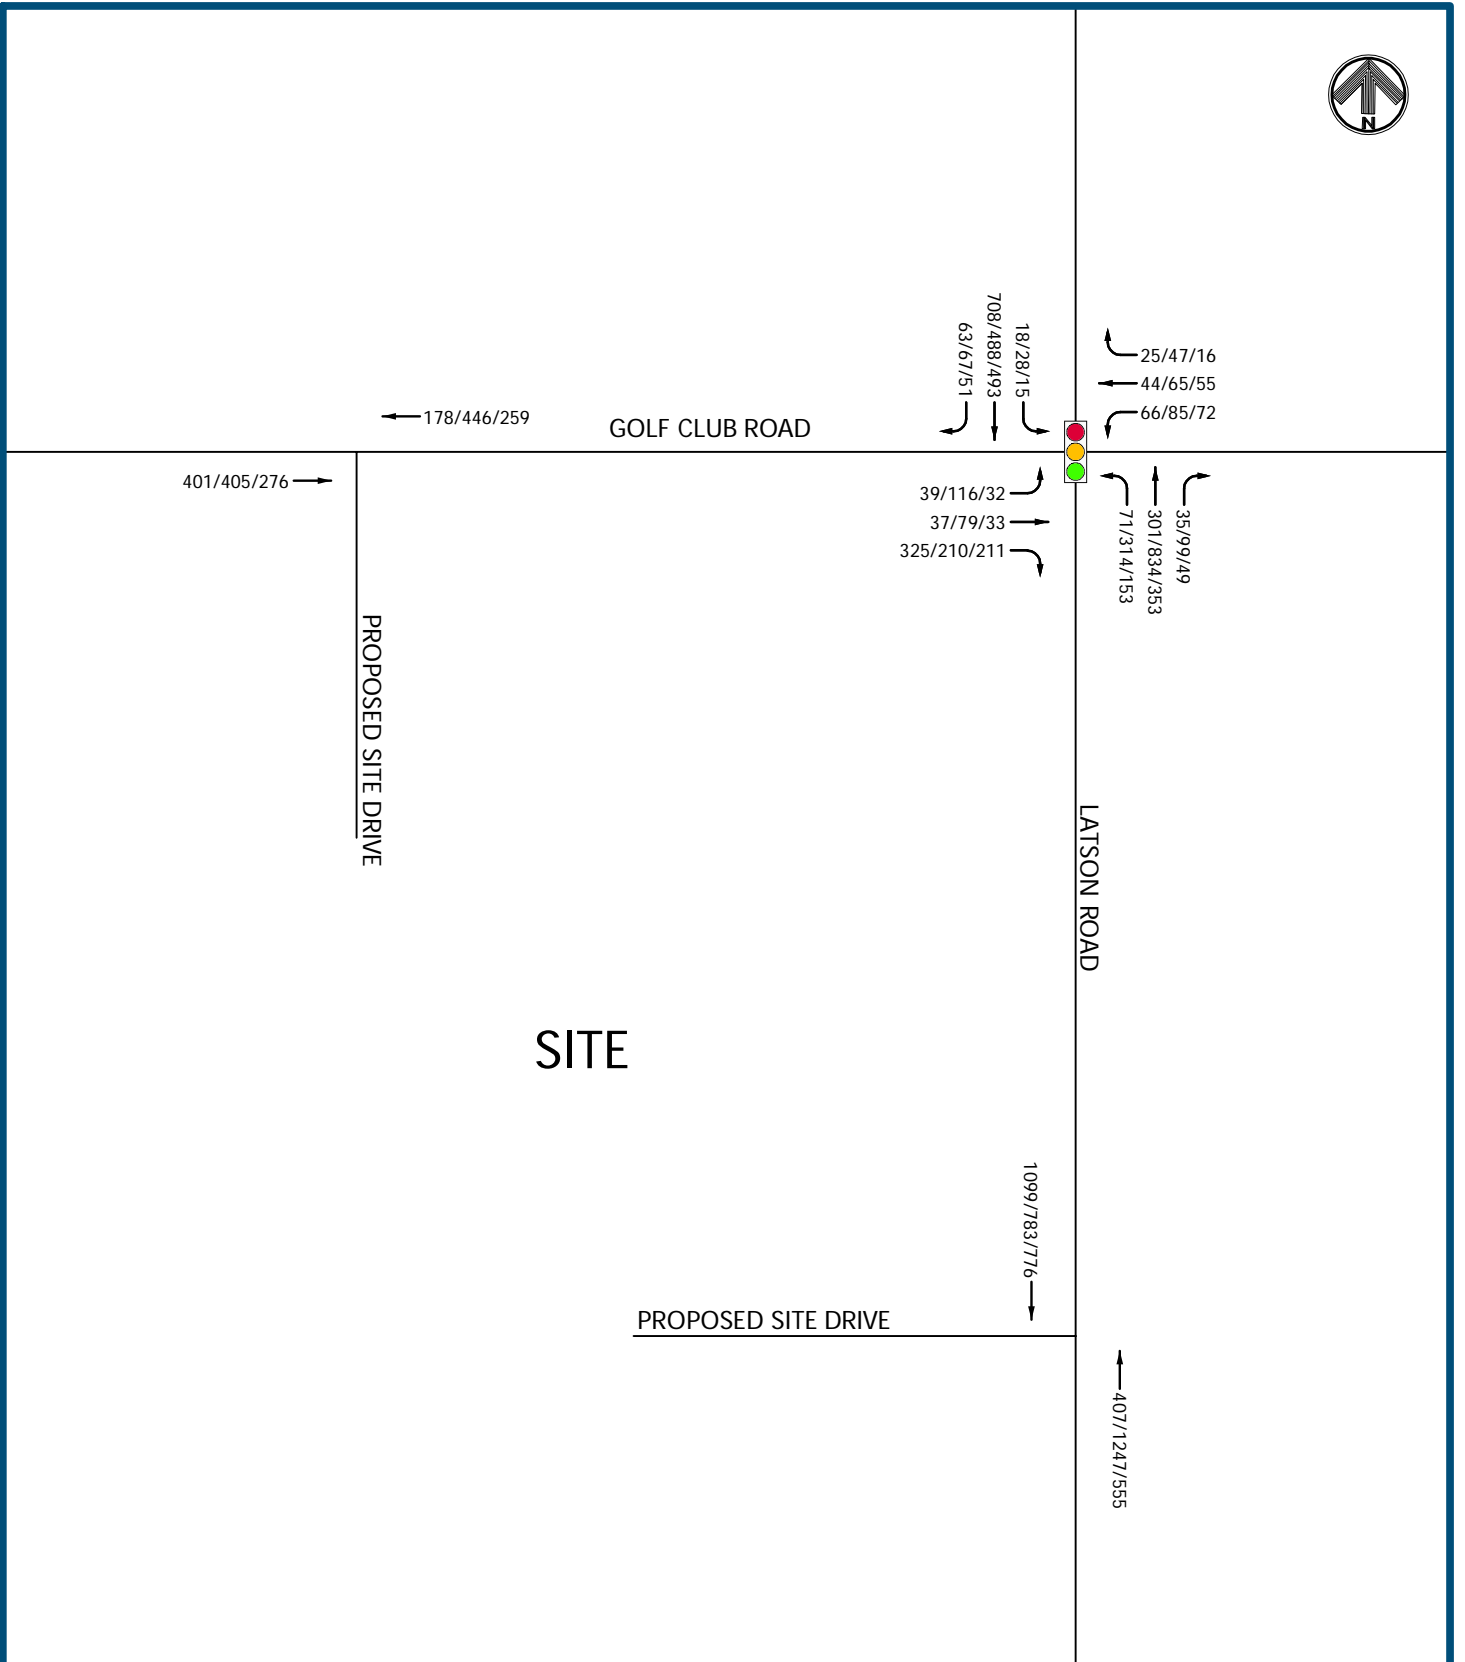 N
25/47/16
44/65/55
66/85/72
18/28/15
708/488/493
63/67/51
178/446/259
GOLF CLUB ROAD
401/405/276
39/116/32
37/79/33
325/210/211
71/314/153
301/834/353
35/99/49
PROPOSED SITE DRIVE
LATSON ROAD
SITE
1099/783/776
PROPOSED SITE DRIVE
407/1247/555